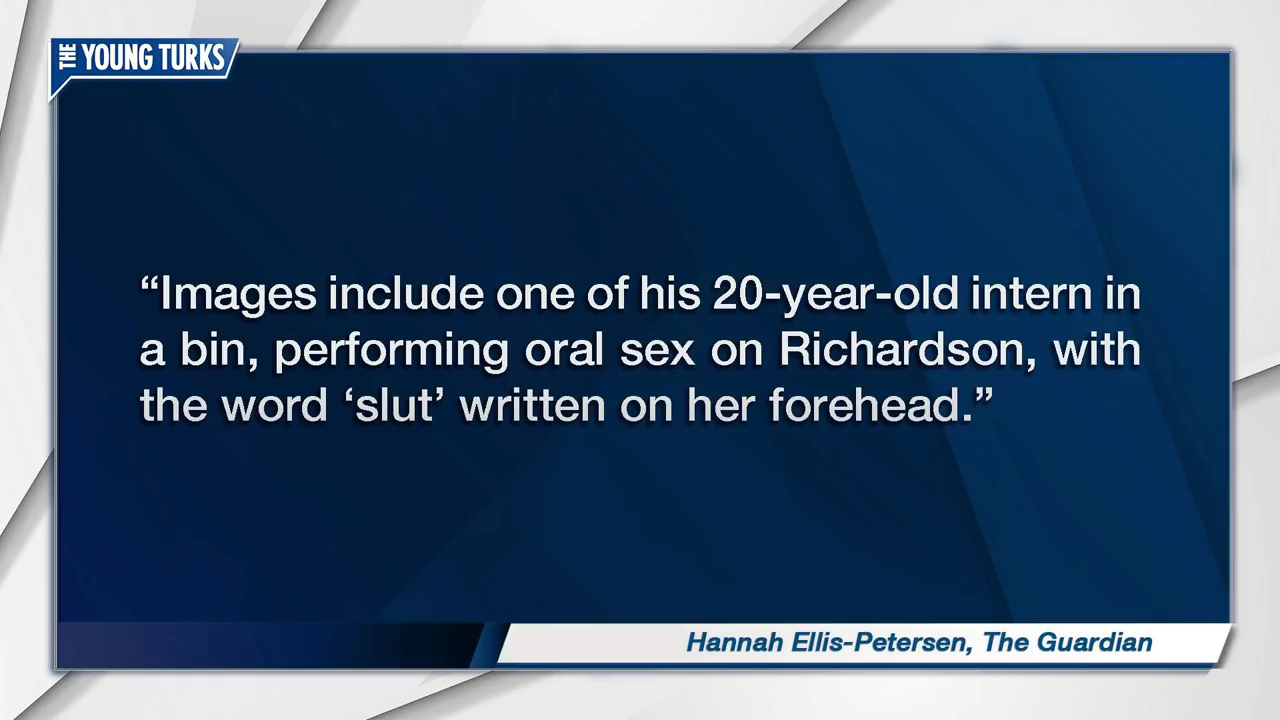 THE YOUNG TURKS
“Images include one of his 20-year-old intern in
a bin, performing oral sex on Richardson, with
the word ‘slut’ written on her forehead.”
Hannah Ellis-Petersen, The Guardian